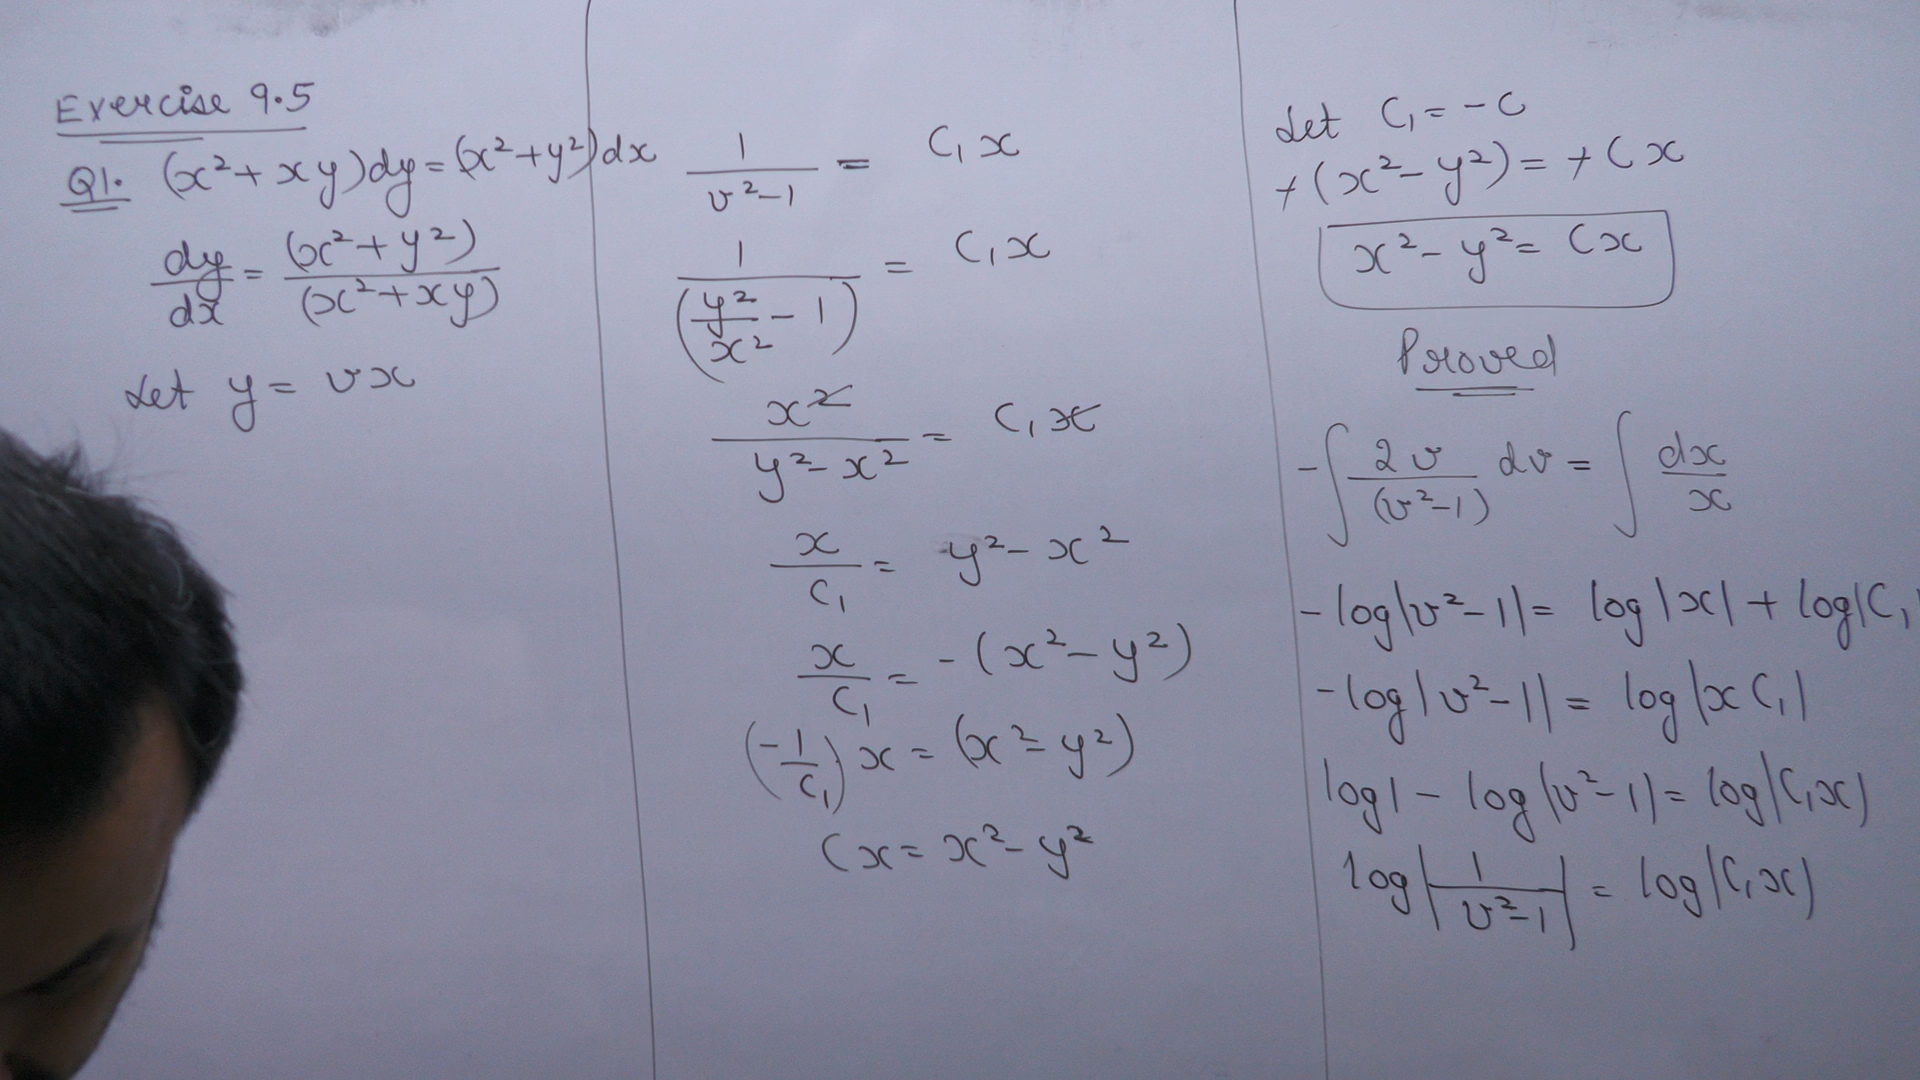 Exercise 9.5
Q1. (x²+xy)dy=(x²+y²)dx
dy/dx = (x²+y²)/(x²+xy)
Let y = vx
1/(v²-1) = C₁x
1/(y²/x² - 1) = C₁x
x²/(y²-x²) = C₁x
x/C₁ = y²-x²
x/C₁ = -(x²-y²)
(-1/C₁)x = (x²-y²)
Cx = x²-y²
Let C₁=-C
+(x²-y²)=+Cx
x²-y²=Cx
Proved
-∫ 2v/(v²-1) dv = ∫ dx/x
-log|v²-1| = log|x| + log|C₁|
-log|v²-1| = log|xC₁|
log1 - log|v²-1| = log|C₁x|
log|1/(v²-1)| = log|C₁x|